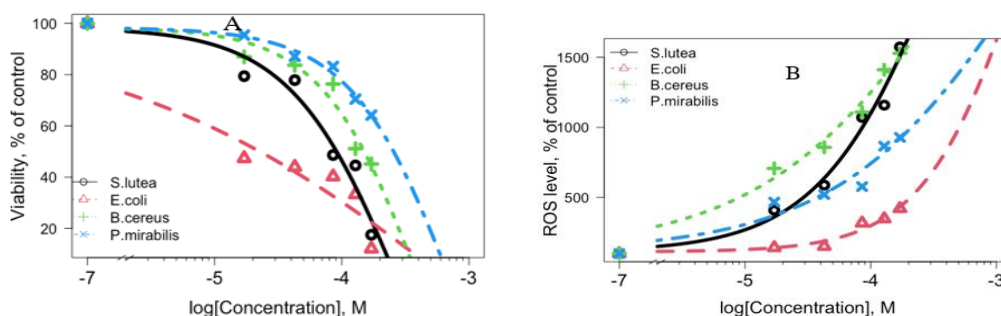 A
Viability, % of control
100
80
60
40
20
S.lutea
E.coli
B.cereus
P.mirabilis
-7
-5
-4
-3
log[Concentration], M
B
ROS level, % of control
1500
1000
500
S.lutea
E.coli
B.cereus
P.mirabilis
-7
-5
-4
-3
log[Concentration], M